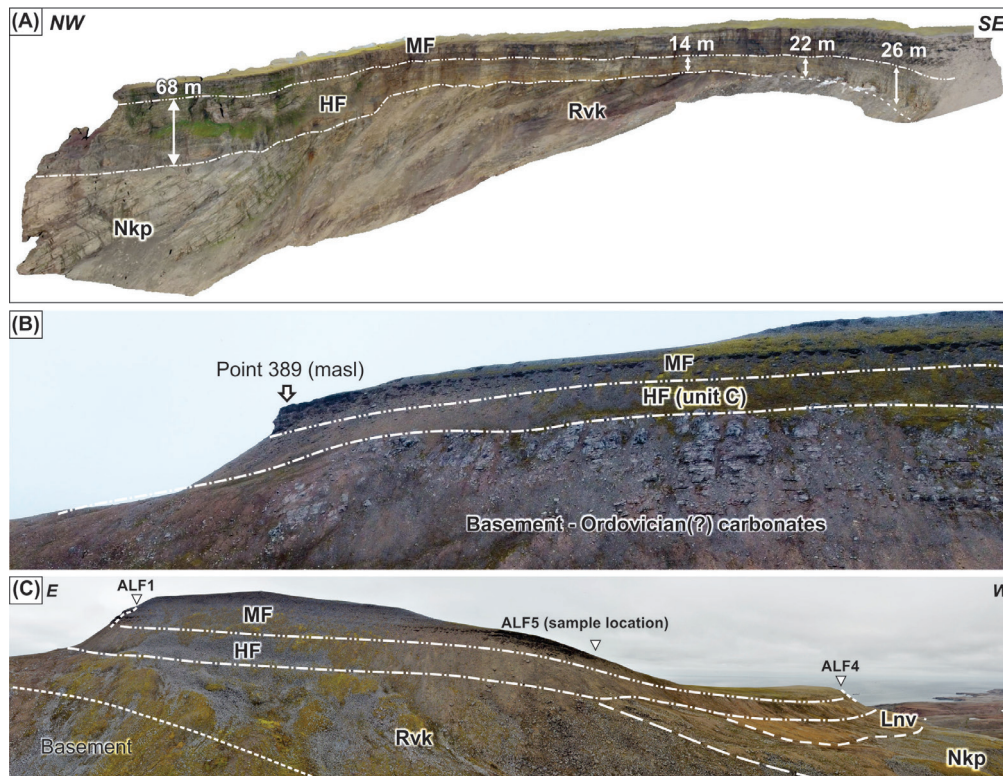 (A) NW
SE
MF
14 m
22 m
26 m
68 m
HF
Rvk
Nkp
(B)
Point 389 (masl)
MF
HF (unit C)
Basement - Ordovician(?) carbonates
(C) E
W
ALF1
MF
ALF5 (sample location)
HF
ALF4
Lnv
Basement
Rvk
Nkp